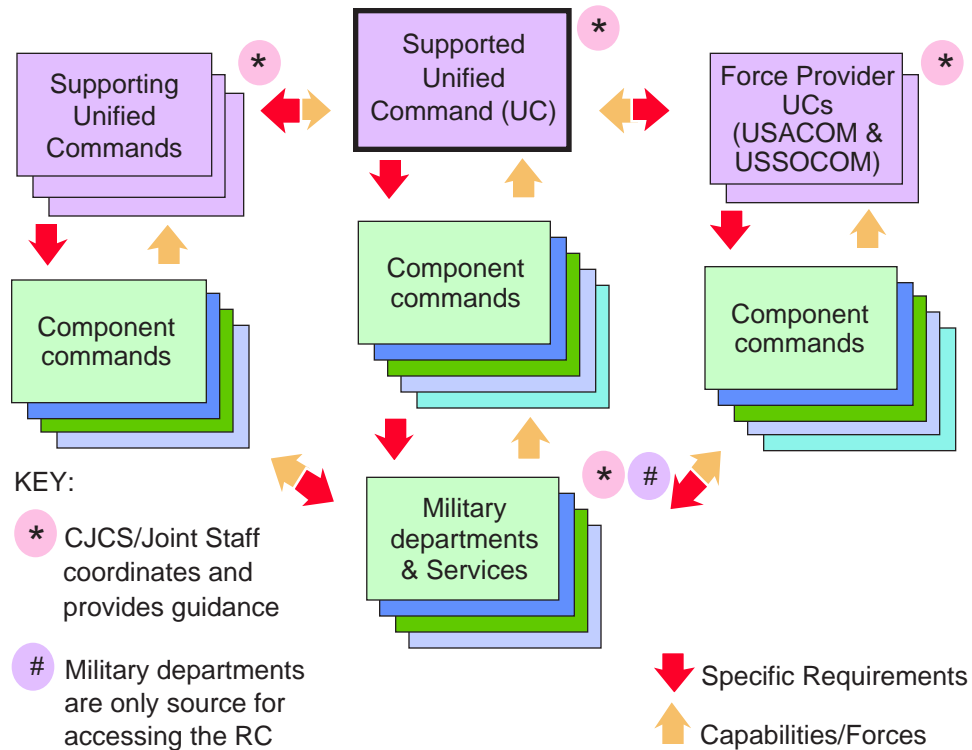 Supporting
Unified
Commands
*
Supported
Unified
Command (UC)
*
Force Provider
UCs
(USACOM &
USSOCOM)
*
Component
commands
Component
commands
Component
commands
Military
departments
& Services
*
#
KEY:
* CJCS/Joint Staff
coordinates and
provides guidance
# Military departments
are only source for
accessing the RC
Specific Requirements
Capabilities/Forces